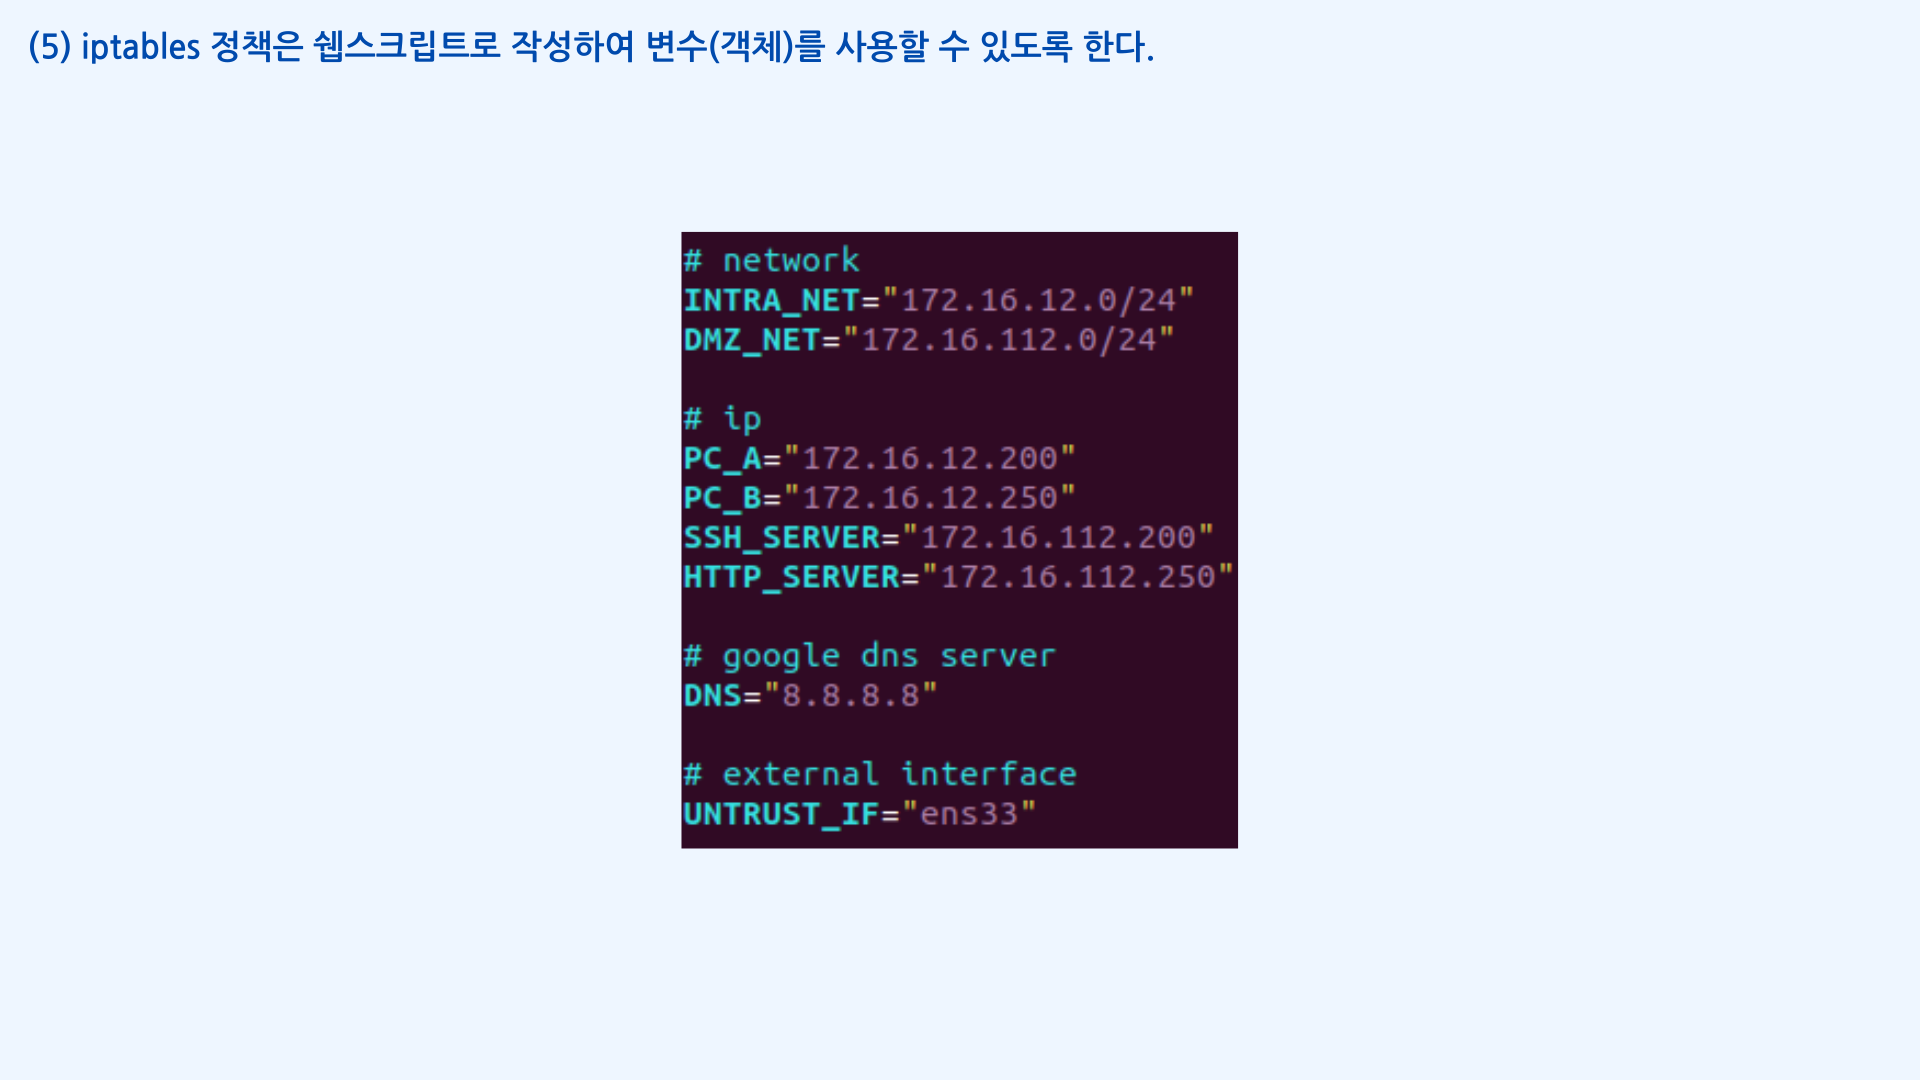 (5) iptables 정책은 쉡스크립트로 작성하여 변수(객체)를 사용할 수 있도록 한다.
# network
INTRA_NET="172.16.12.0/24"
DMZ_NET="172.16.112.0/24"
# ip
PC_A="172.16.12.200"
PC_B="172.16.12.250"
SSH_SERVER="172.16.112.200"
HTTP_SERVER="172.16.112.250"
# google dns server
DNS="8.8.8.8"
# external interface
UNTRUST_IF="ens33"